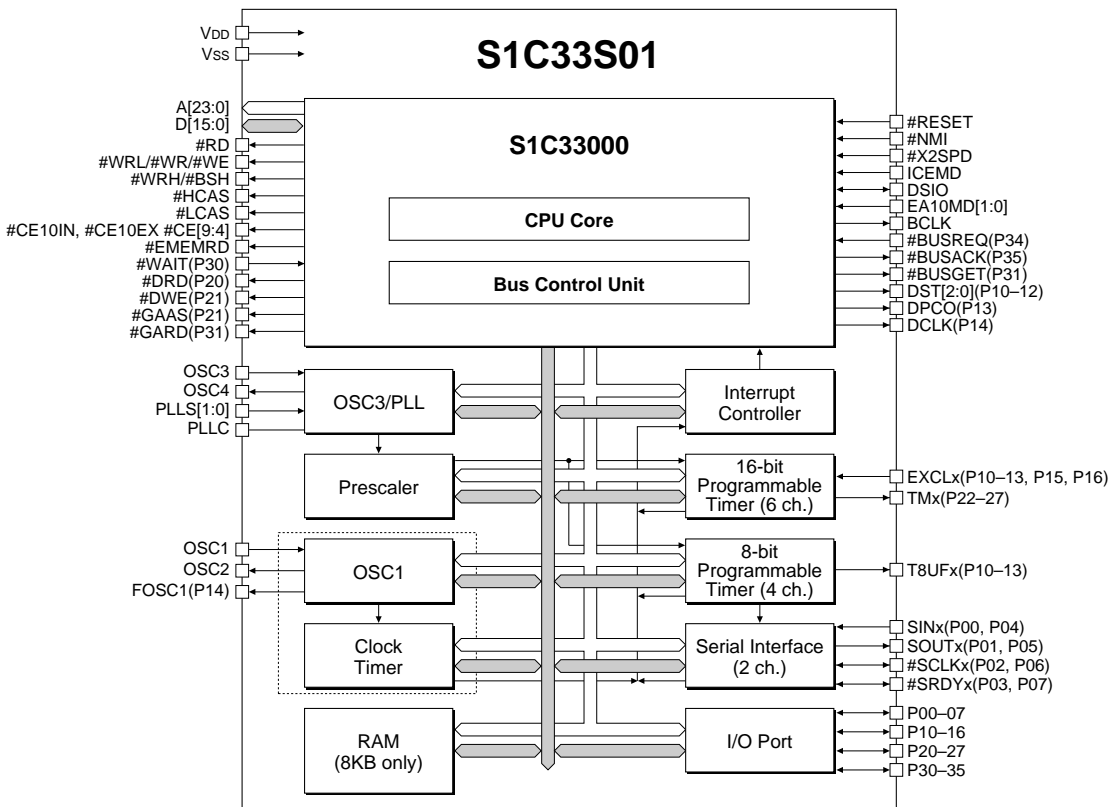 S1C33S01
VDD
VSS
A[23:0]
D[15:0]
#RD
#WRL/#WR/#WE
#WRH/#BSH
#HCAS
#LCAS
#CE10IN, #CE10EX #CE[9:4]
#EMEMRD
#WAIT(P30)
#DRD(P20)
#DWE(P21)
#GAAS(P21)
#GARD(P31)
S1C33000
CPU Core
Bus Control Unit
#RESET
#NMI
#X2SPD
ICEMD
DSIO
EA10MD[1:0]
BCLK
#BUSREQ(P34)
#BUSACK(P35)
#BUSGET(P31)
DST[2:0](P10–12)
DPCO(P13)
DCLK(P14)
OSC3
OSC4
PLLS[1:0]
PLLC
OSC3/PLL
Interrupt
Controller
Prescaler
16-bit
Programmable
Timer (6 ch.)
EXCLx(P10–13, P15, P16)
TMx(P22–27)
OSC1
OSC2
FOSC1(P14)
OSC1
8-bit
Programmable
Timer (4 ch.)
T8UFx(P10–13)
Clock
Timer
Serial Interface
(2 ch.)
SINx(P00, P04)
SOUTx(P01, P05)
#SCLKx(P02, P06)
#SRDYx(P03, P07)
RAM
(8KB only)
I/O Port
P00–07
P10–16
P20–27
P30–35